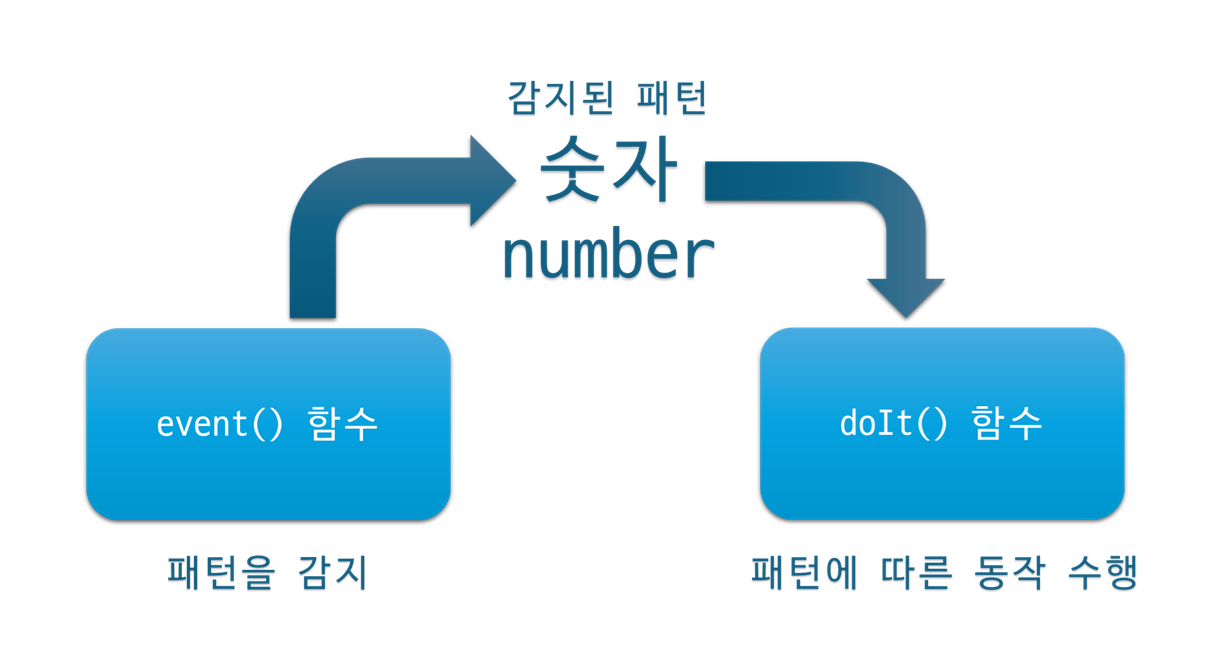 감지된 패턴
숫자
number
event() 함수
doIt() 함수
패턴을 감지
패턴에 따른 동작 수행